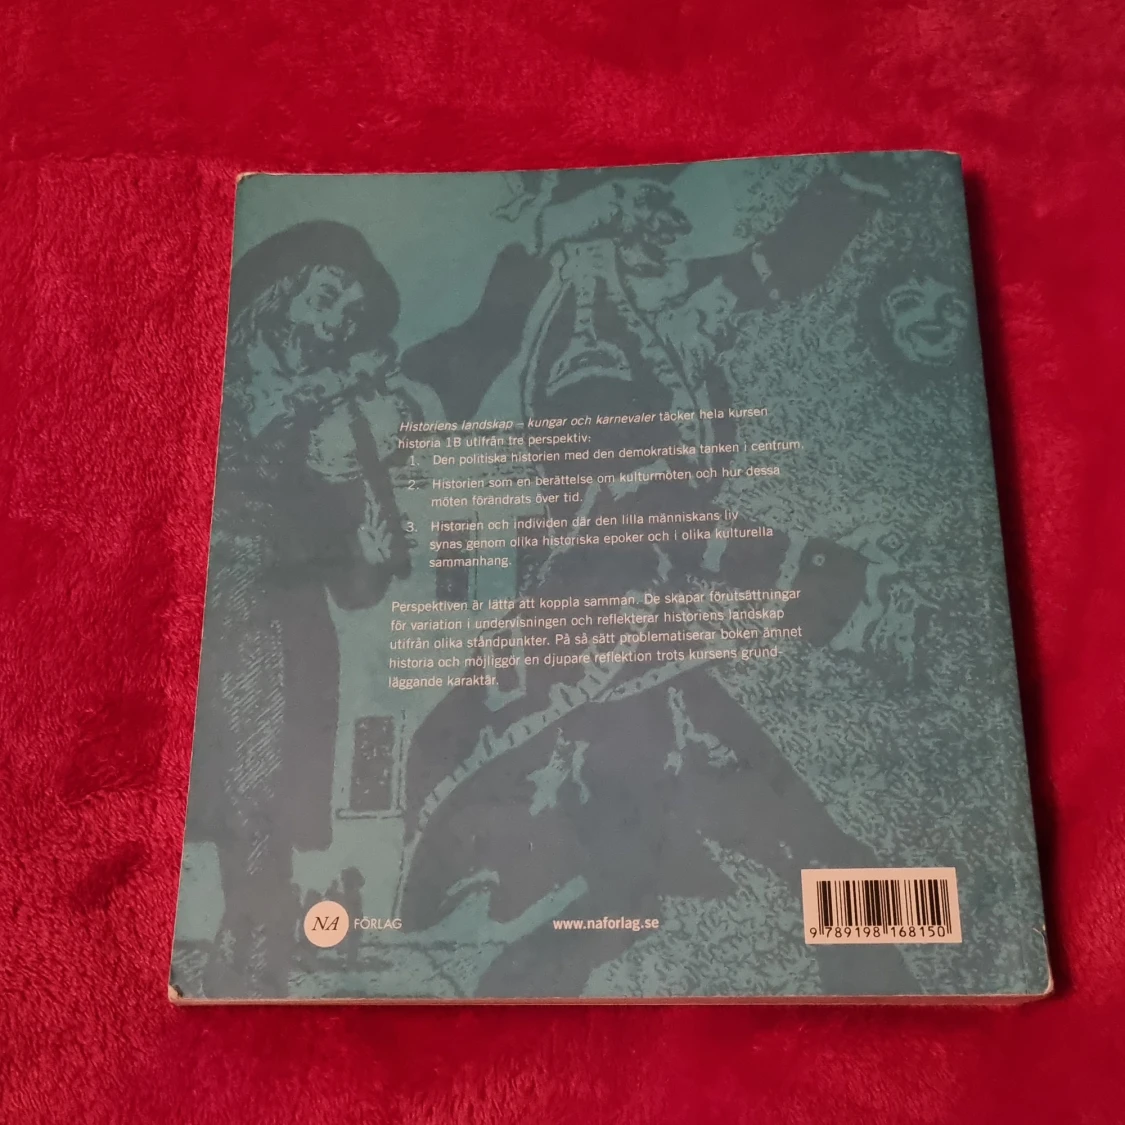 Historiens landskap – kungar och karnevaler täcker hela kursen
historia 1B utifrån tre perspektiv:
1. Den politiska historien med den demokratiska tanken i centrum.
2. Historien som en berättelse om kulturmöten och hur dessa
möten förändrats över tid.
3. Historien och individen där den lilla människans liv
synas genom olika historiska epoker och i olika kulturella
sammanhang.
Perspektiven är lätta att koppla samman. De skapar förutsättningar
för variation i undervisningen och reflekterar historiens landskap
utifrån olika ståndpunkter. På så sätt problematiserar boken ämnet
historia och möjliggör en djupare reflektion trots kursens grund-
läggande karaktär.
NA FÖRLAG
www.naforlag.se
9 789198 168150